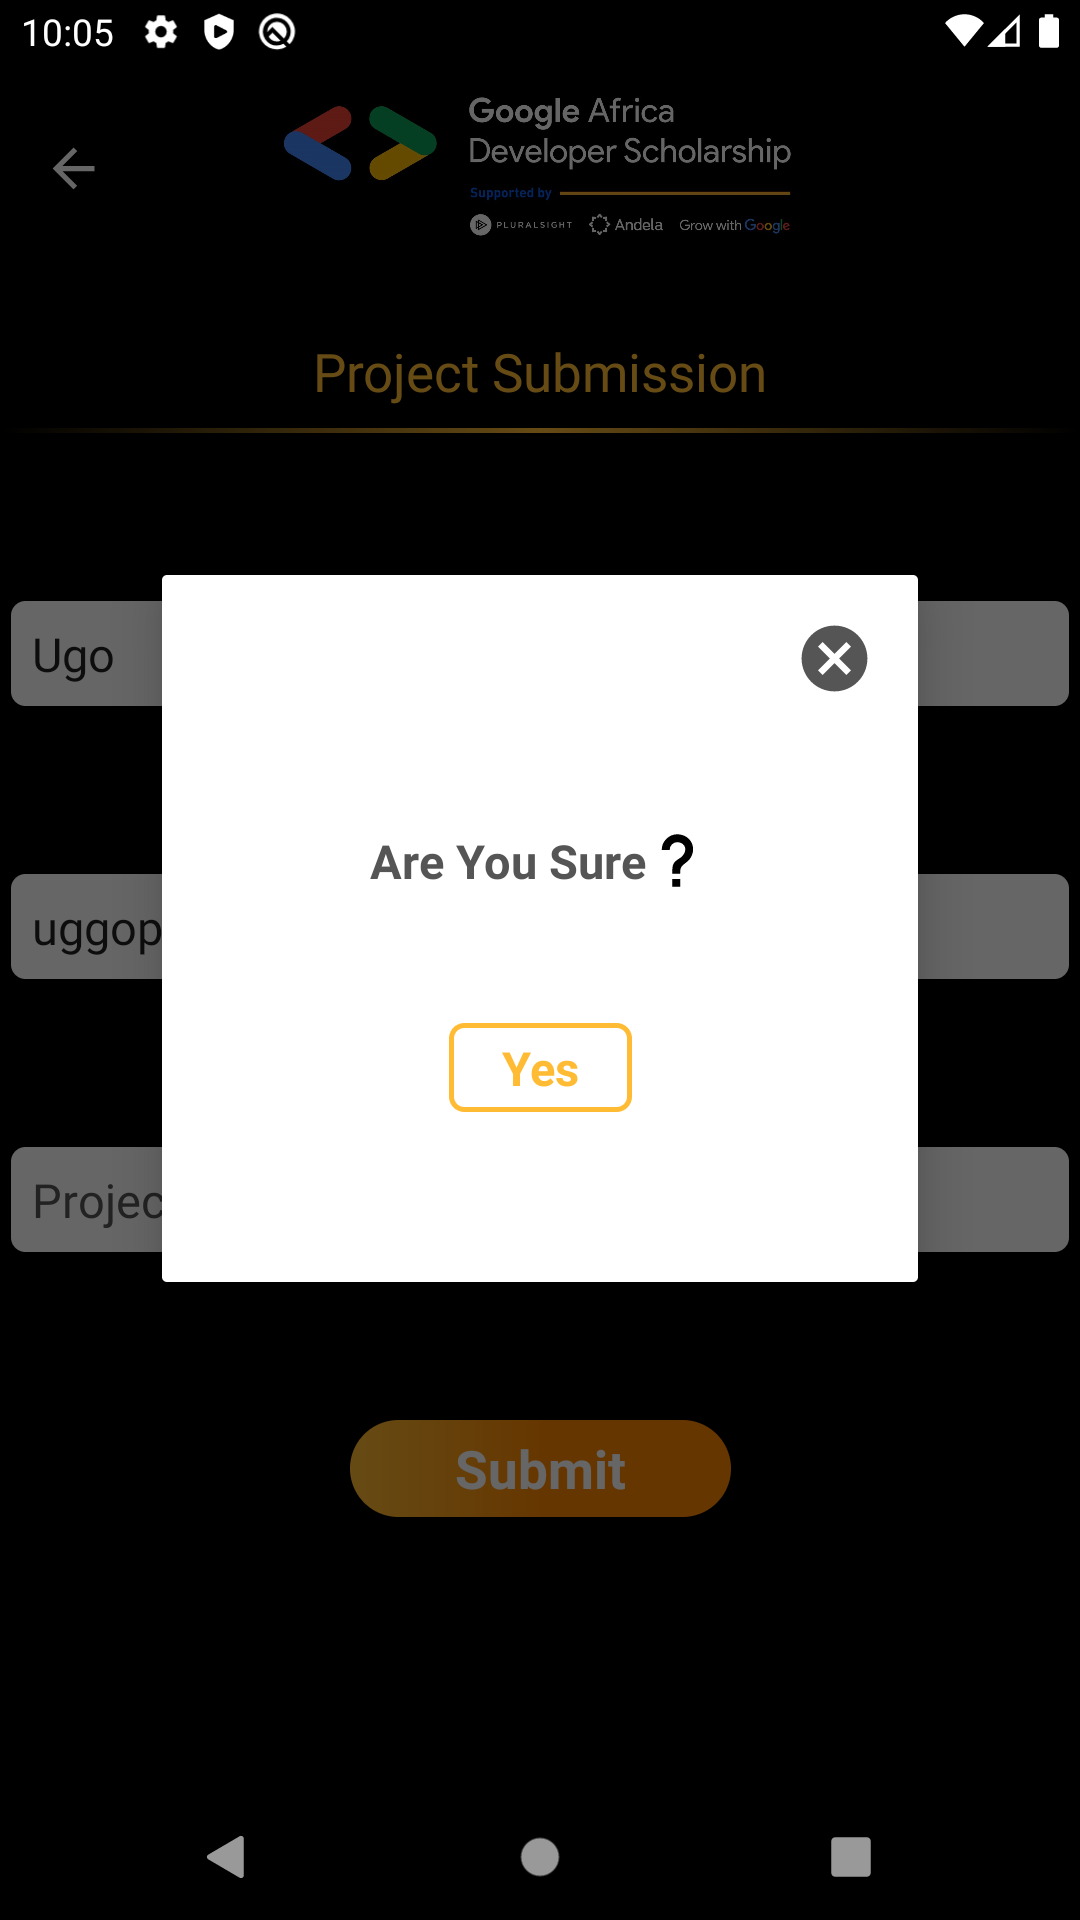 10:05
Google Africa
Developer Scholarship
Supported by
PLURALSIGHT Andela Grow with Google
Project Submission
Ugo
Are You Sure ?
uggop
Yes
Projec
Submit